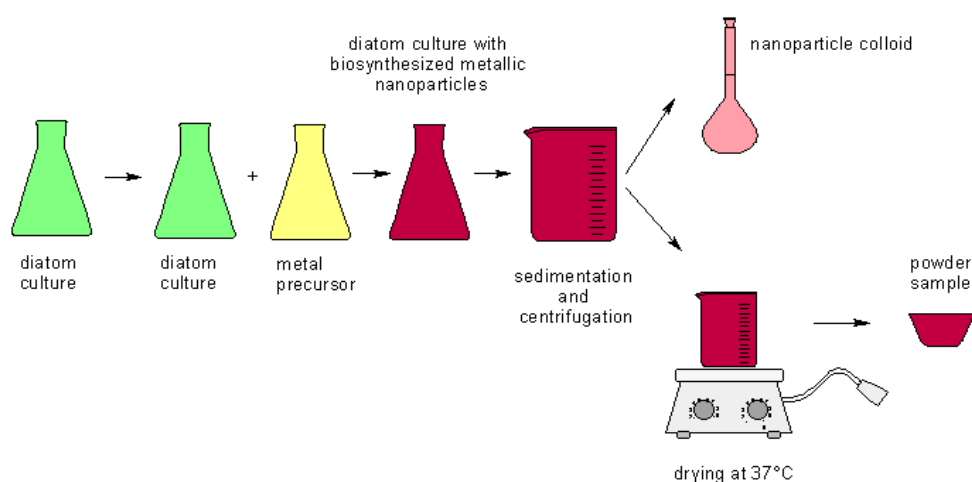 diatom culture with
biosynthesized metallic
nanoparticles
nanoparticle colloid
+
diatom
culture
diatom
culture
metal
precursor
sedimentation
and
centrifugation
powder
sample
drying at 37°C